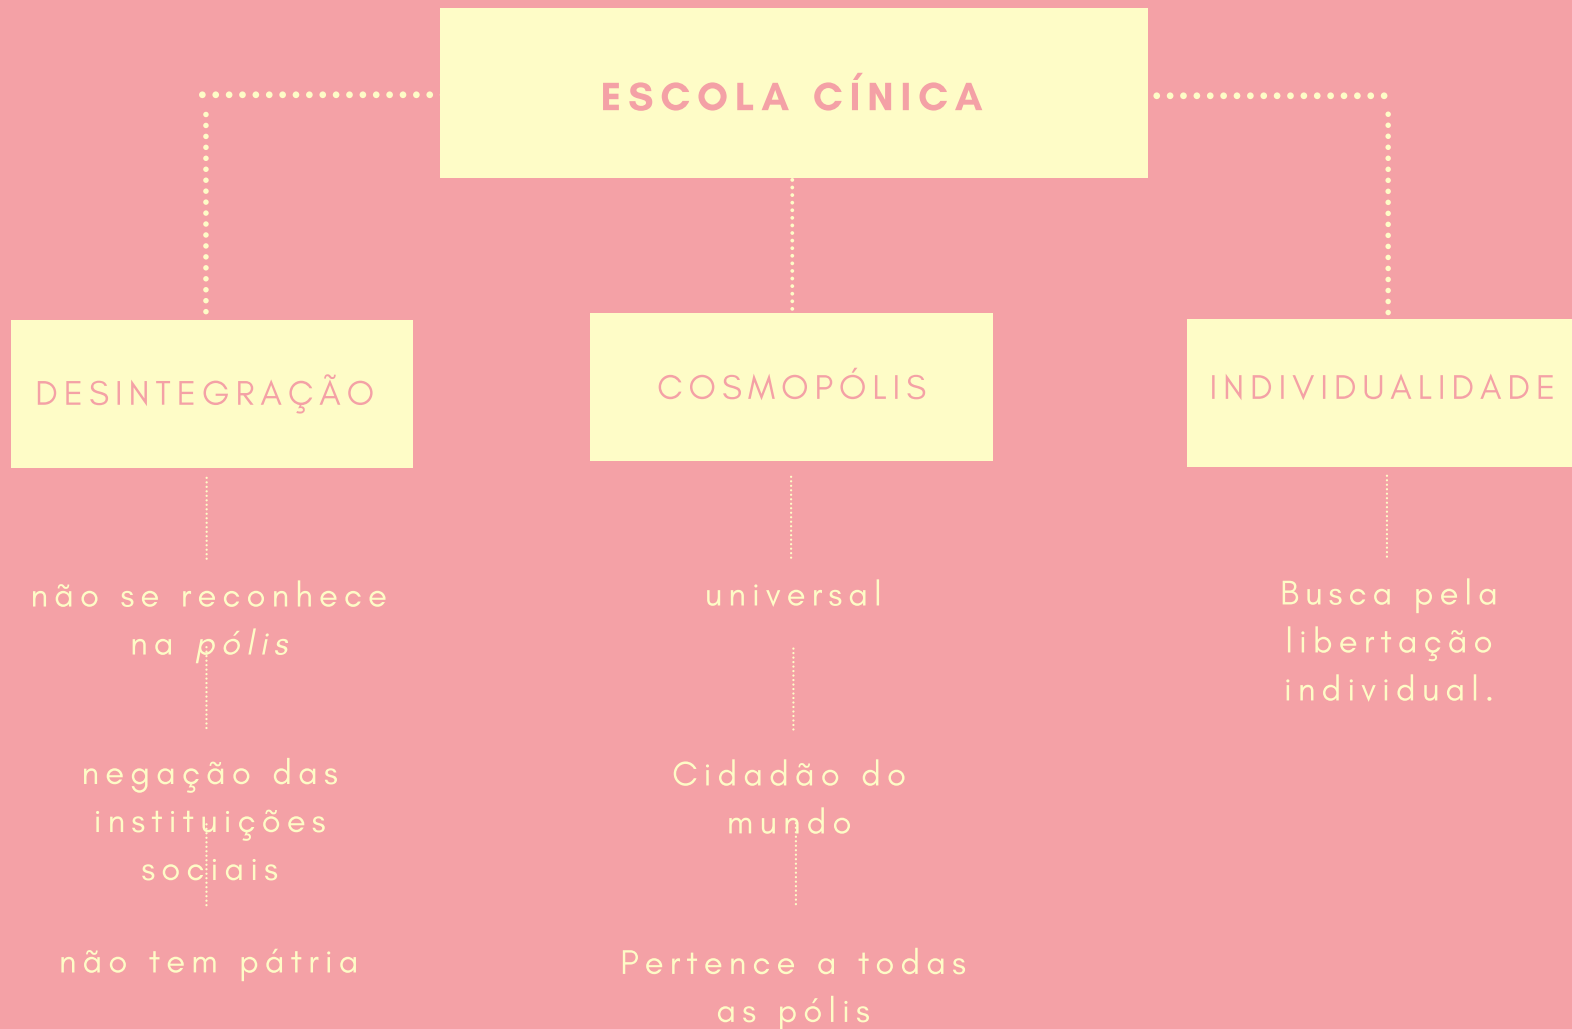 ESCOLA CÍNICA
DESINTEGRAÇÃO
não se reconhece
na pólis
negação das
instituições
sociais
não tem pátria
COSMOPÓLIS
universal
Cidadão do
mundo
Pertence a todas
as pólis
INDIVIDUALIDADE
Busca pela
libertação
individual.